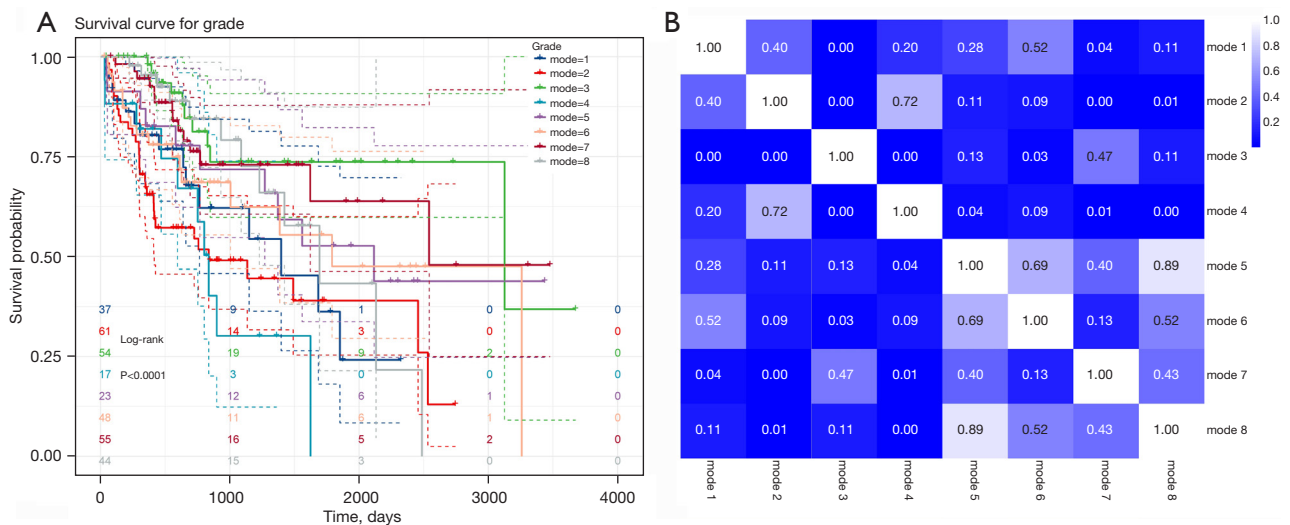 A
Survival curve for grade
Survival probability
1.00
0.75
0.50
0.25
0.00
Grade
mode=1
mode=2
mode=3
mode=4
mode=5
mode=6
mode=7
mode=8
37 9 1 0 0
61 14 3 0 0
Log-rank
54 19 9 2 0
17 3 0 0 0
P<0.0001
23 12 6 1 0
48 11 6 1 0
55 16 5 2 0
44 15 3 0 0
0 1000 2000 3000 4000
Time, days
B
1.00 0.40 0.00 0.20 0.28 0.52 0.04 0.11 mode 1
0.40 1.00 0.00 0.72 0.11 0.09 0.00 0.01 mode 2
0.00 0.00 1.00 0.00 0.13 0.03 0.47 0.11 mode 3
0.20 0.72 0.00 1.00 0.04 0.09 0.01 0.00 mode 4
0.28 0.11 0.13 0.04 1.00 0.69 0.40 0.89 mode 5
0.52 0.09 0.03 0.09 0.69 1.00 0.13 0.52 mode 6
0.04 0.00 0.47 0.01 0.40 0.13 1.00 0.43 mode 7
0.11 0.01 0.11 0.00 0.89 0.52 0.43 1.00 mode 8
mode 1 mode 2 mode 3 mode 4 mode 5 mode 6 mode 7 mode 8
1.0
0.8
0.6
0.4
0.2